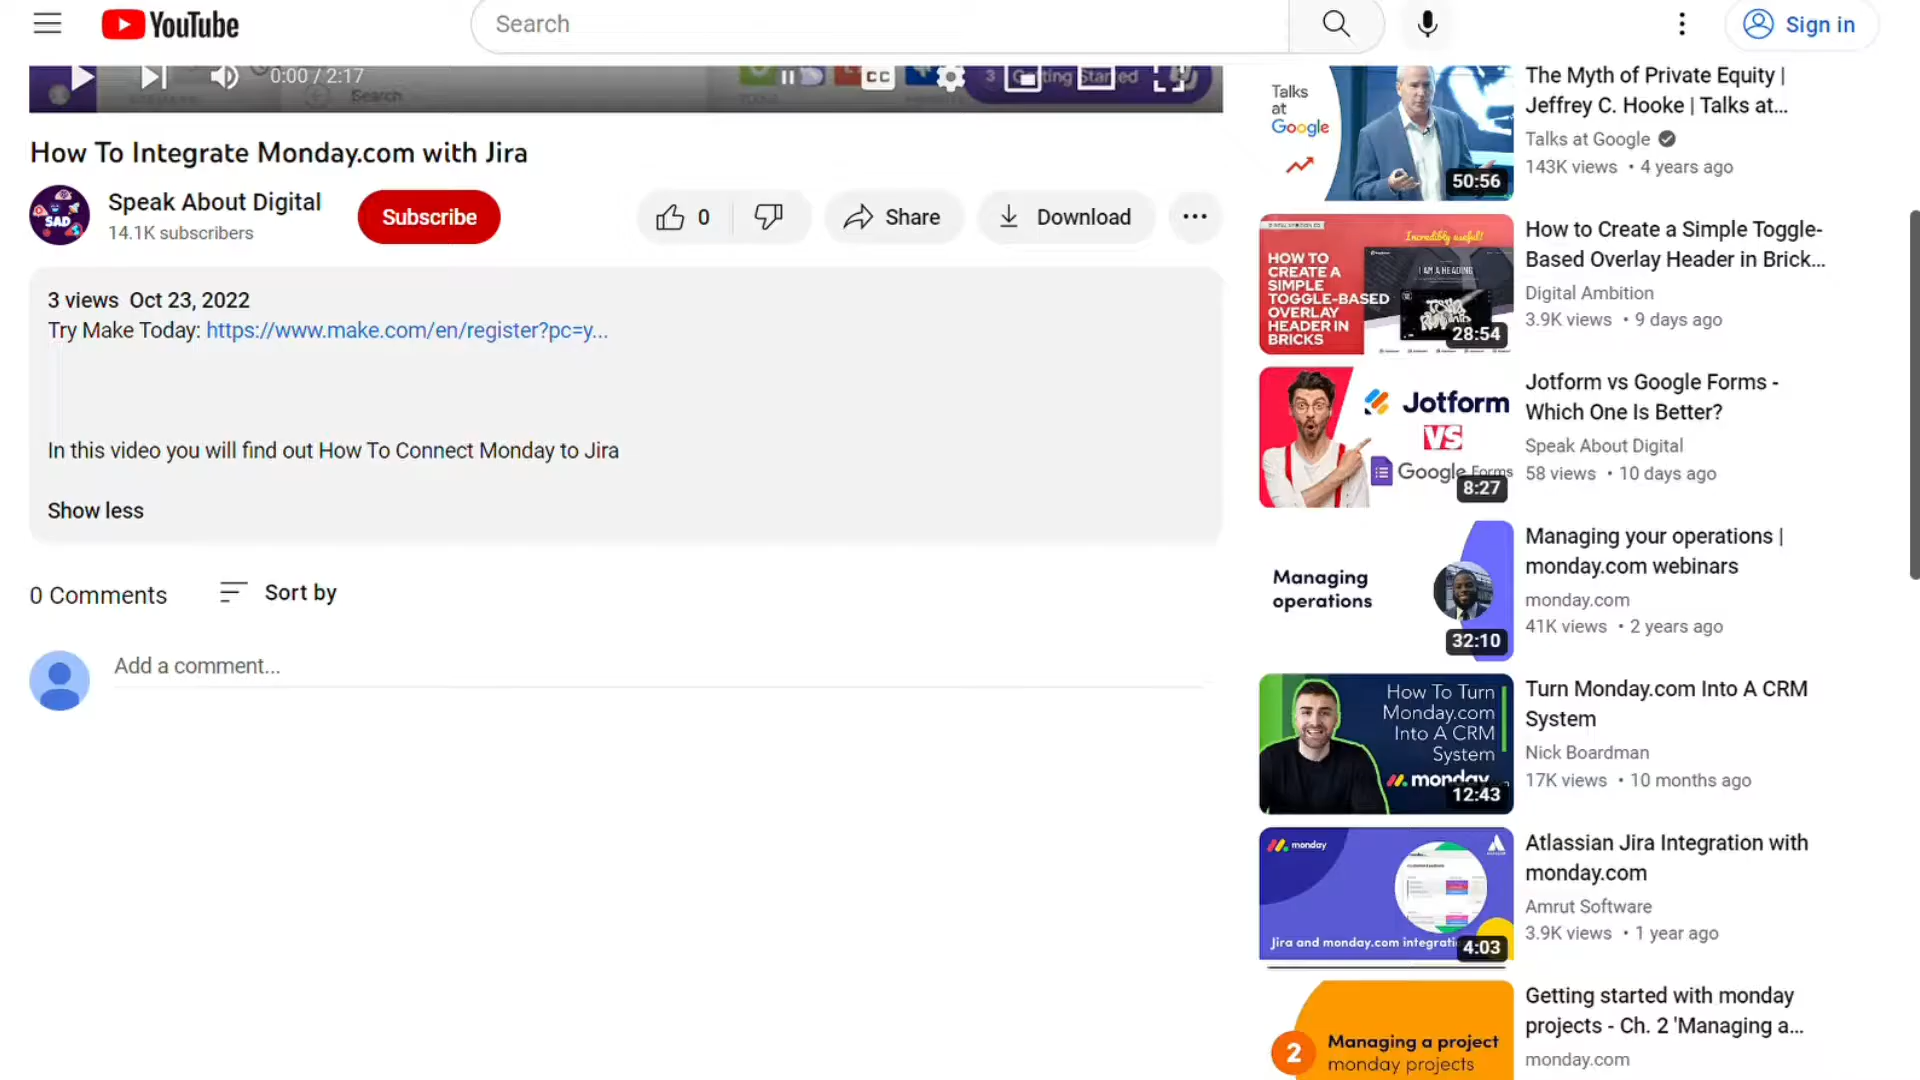 YouTube
Search
Sign in
0:00 / 2:17
CC
Search
3 Getting Started
How To Integrate Monday.com with Jira
SAD
Speak About Digital
14.1K subscribers
Subscribe
0
Share
Download
3 views Oct 23, 2022
Try Make Today: https://www.make.com/en/register?pc=y...
In this video you will find out How To Connect Monday to Jira
Show less
0 Comments
Sort by
Add a comment...
Talks
at
Google
50:56
The Myth of Private Equity |
Jeffrey C. Hooke | Talks at...
Talks at Google
143K views • 4 years ago
Incredibly useful!
HOW TO
CREATE A
SIMPLE
TOGGLE-BASED
OVERLAY
HEADER IN
BRICKS
I AM A HEADING
28:54
How to Create a Simple Toggle-
Based Overlay Header in Brick...
Digital Ambition
3.9K views • 9 days ago
Jotform
VS
Google Forms
8:27
Jotform vs Google Forms -
Which One Is Better?
Speak About Digital
58 views • 10 days ago
Managing
operations
32:10
Managing your operations |
monday.com webinars
monday.com
41K views • 2 years ago
How To Turn
Monday.com
Into A CRM
System
monday
12:43
Turn Monday.com Into A CRM
System
Nick Boardman
17K views • 10 months ago
monday
Jira and monday.com integrati
4:03
Atlassian Jira Integration with
monday.com
Amrut Software
3.9K views • 1 year ago
2
Managing a project
monday projects
Getting started with monday
projects - Ch. 2 'Managing a...
monday.com